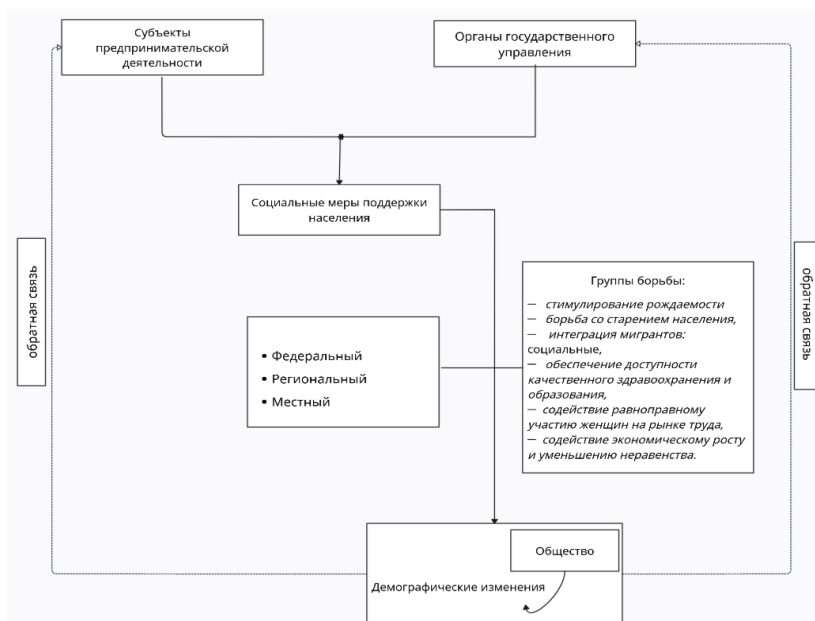 Субъекты
предпринимательской
деятельности
Органы государственного
управления
Социальные меры поддержки
населения
обратная связь
обратная связь
Группы борьбы:
— стимулирование рождаемости
— борьба со старением населения,
— интеграция мигрантов:
социальные,
— обеспечение доступности
качественного здравоохранения и
образования,
— содействие равноправному
участию женщин на рынке труда,
— содействие экономическому росту
и уменьшению неравенства.
• Федеральный
• Региональный
• Местный
Общество
Демографические изменения